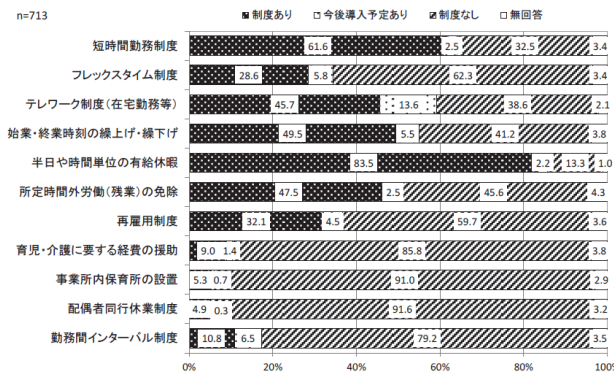 n=713 制度あり 今後導入予定あり 制度なし 無回答
短時間勤務制度 61.6 2.5 32.5 3.4
フレックスタイム制度 28.6 5.8 62.3 3.4
テレワーク制度(在宅勤務等) 45.7 13.6 38.6 2.1
始業・終業時刻の繰上げ・繰下げ 49.5 5.5 41.2 3.8
半日や時間単位の有給休暇 83.5 2.2 13.3 1.0
所定時間外労働(残業)の免除 47.5 2.5 45.6 4.3
再雇用制度 32.1 4.5 59.7 3.6
育児・介護に要する経費の援助 9.0 1.4 85.8 3.8
事業所内保育所の設置 5.3 0.7 91.0 2.9
配偶者同行休業制度 4.9 0.3 91.6 3.2
勤務間インターバル制度 10.8 6.5 79.2 3.5
0% 20% 40% 60% 80% 100%